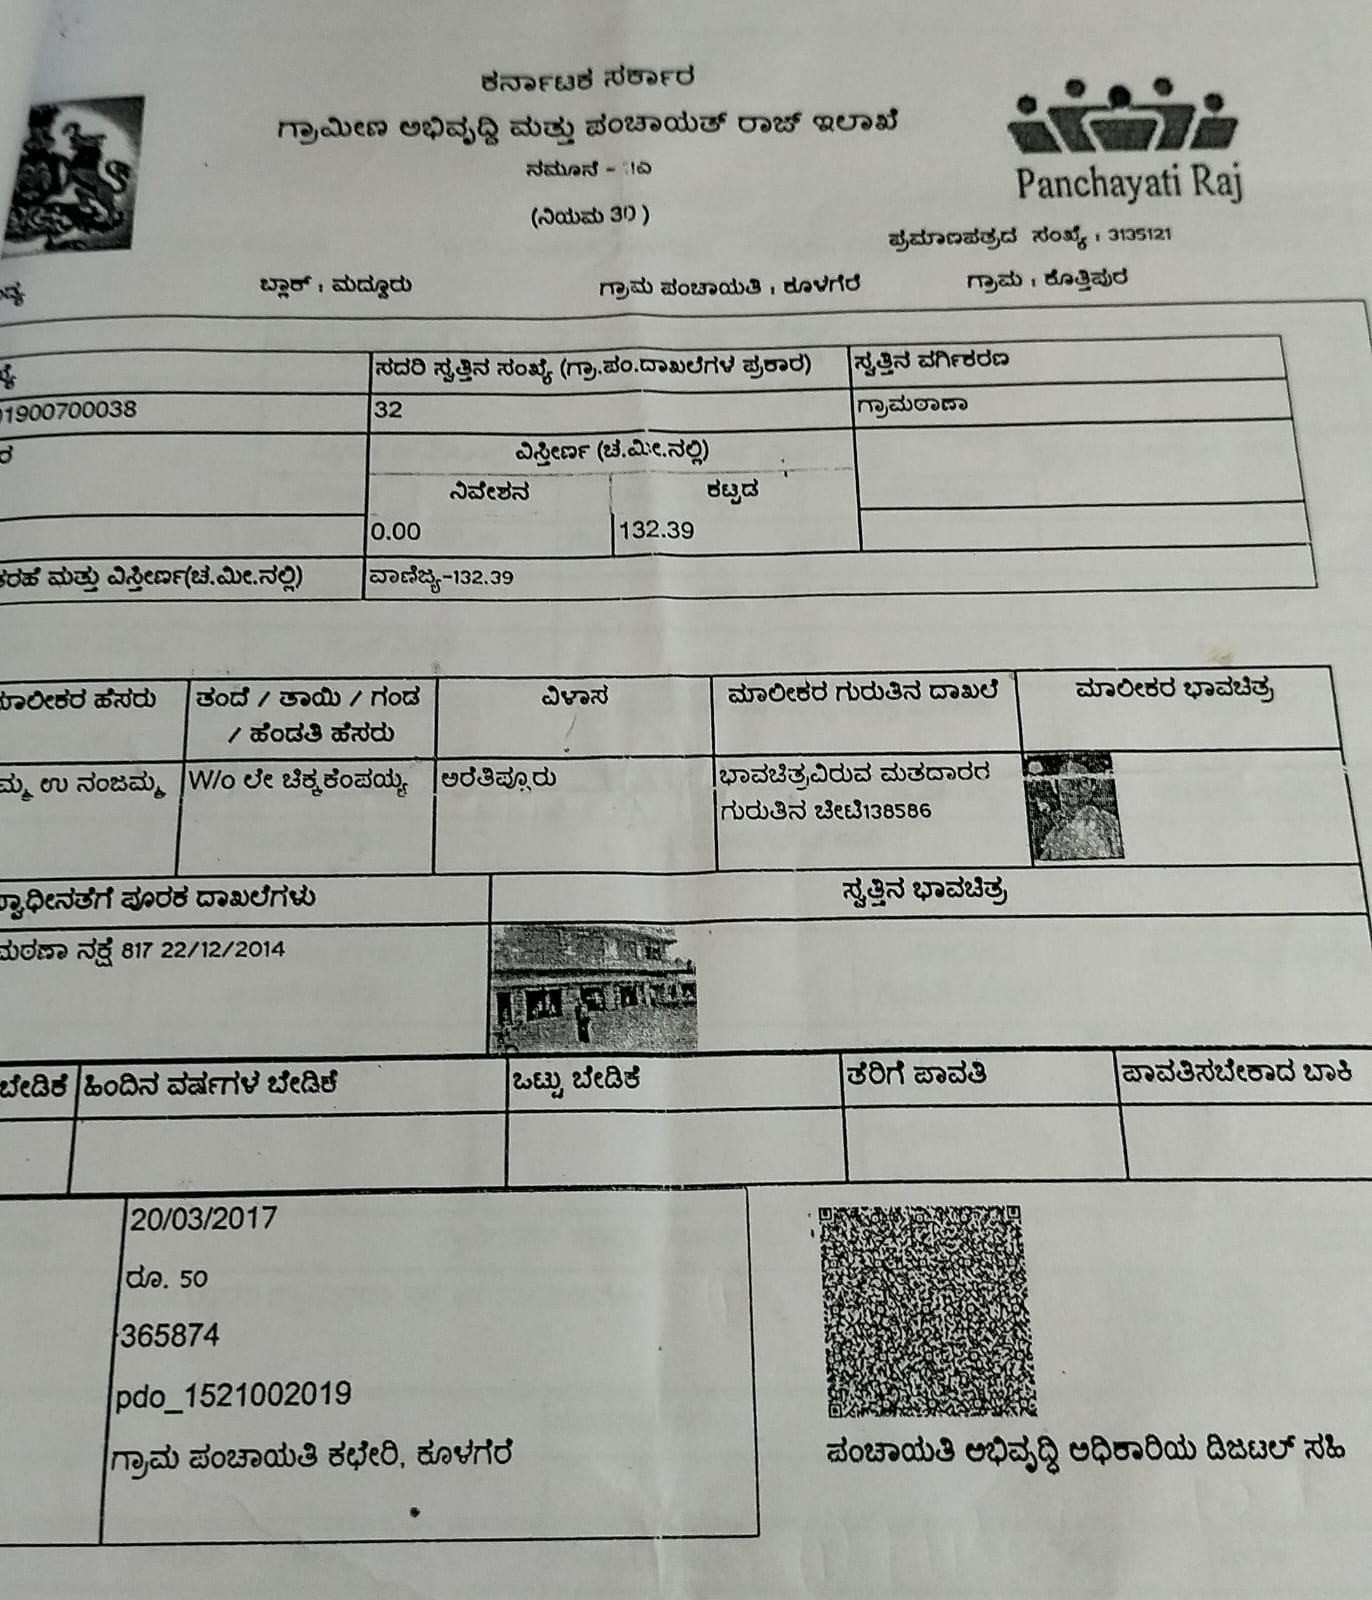 ಕರ್ನಾಟಕ ಸರ್ಕಾರ
ಗ್ರಾಮೀಣ ಅಭಿವೃದ್ಧಿ ಮತ್ತು ಪಂಚಾಯತ್ ರಾಜ್ ಇಲಾಖೆ
ನಮೂನೆ -
(ನಿಯಮ 30 )
Panchayati Raj
ಪ್ರಮಾಣಪತ್ರದ ಸಂಖ್ಯೆ : 3135121
ಬ್ಲಾಕ್ : ಮದ್ದೂರು ಗ್ರಾಮ ಪಂಚಾಯತಿ : ಕೂಳಗೆರೆ ಗ್ರಾಮ : ಕೊತ್ತಿಪುರ
ಸದರಿ ಸ್ವತ್ತಿನ ಸಂಖ್ಯೆ (ಗ್ರಾ.ಪಂ.ದಾಖಲೆಗಳ ಪ್ರಕಾರ) ಸ್ವತ್ತಿನ ವರ್ಗಿಕರಣ
01900700038 32 ಗ್ರಾಮಠಾಣಾ
ವಿಸ್ತೀರ್ಣ (ಚ.ಮೀ.ನಲ್ಲಿ)
ನಿವೇಶನ ಕಟ್ಟಡ
0.00 132.39
ತರಹೆ ಮತ್ತು ವಿಸ್ತೀರ್ಣ(ಚ.ಮೀ.ನಲ್ಲಿ) ವಾಣಿಜ್ಯ-132.39
ಮಾಲೀಕರ ಹೆಸರು ತಂದೆ / ತಾಯಿ / ಗಂಡ ವಿಳಾಸ ಮಾಲೀಕರ ಗುರುತಿನ ದಾಖಲೆ ಮಾಲೀಕರ ಭಾವಚಿತ್ರ
/ ಹೆಂಡತಿ ಹೆಸರು
ಮ್ಮ ಉ ನಂಜಮ್ಮ W/o ಲೇ ಚಿಕ್ಕಕೆಂಪಯ್ಯ ಅರೆತಿಪ್ಪೂರು ಭಾವಚಿತ್ರವಿರುವ ಮತದಾರರ
ಗುರುತಿನ ಚೀಟಿ138586
ಸ್ವಾಧೀನತೆಗೆ ಪೂರಕ ದಾಖಲೆಗಳು ಸ್ವತ್ತಿನ ಭಾವಚಿತ್ರ
ಮಠಣಾ ನಕ್ಷೆ 817 22/12/2014
ಬೇಡಿಕೆ ಹಿಂದಿನ ವರ್ಷಗಳ ಬೇಡಿಕೆ ಒಟ್ಟು ಬೇಡಿಕೆ ತೆರಿಗೆ ಪಾವತಿ ಪಾವತಿಸಬೇಕಾದ ಬಾಕಿ
20/03/2017
ರೂ. 50
365874
pdo_1521002019
ಗ್ರಾಮ ಪಂಚಾಯತಿ ಕಛೇರಿ, ಕೂಳಗೆರೆ
ಪಂಚಾಯತಿ ಅಭಿವೃದ್ಧಿ ಅಧಿಕಾರಿಯ ಡಿಜಿಟಲ್ ಸಹಿ